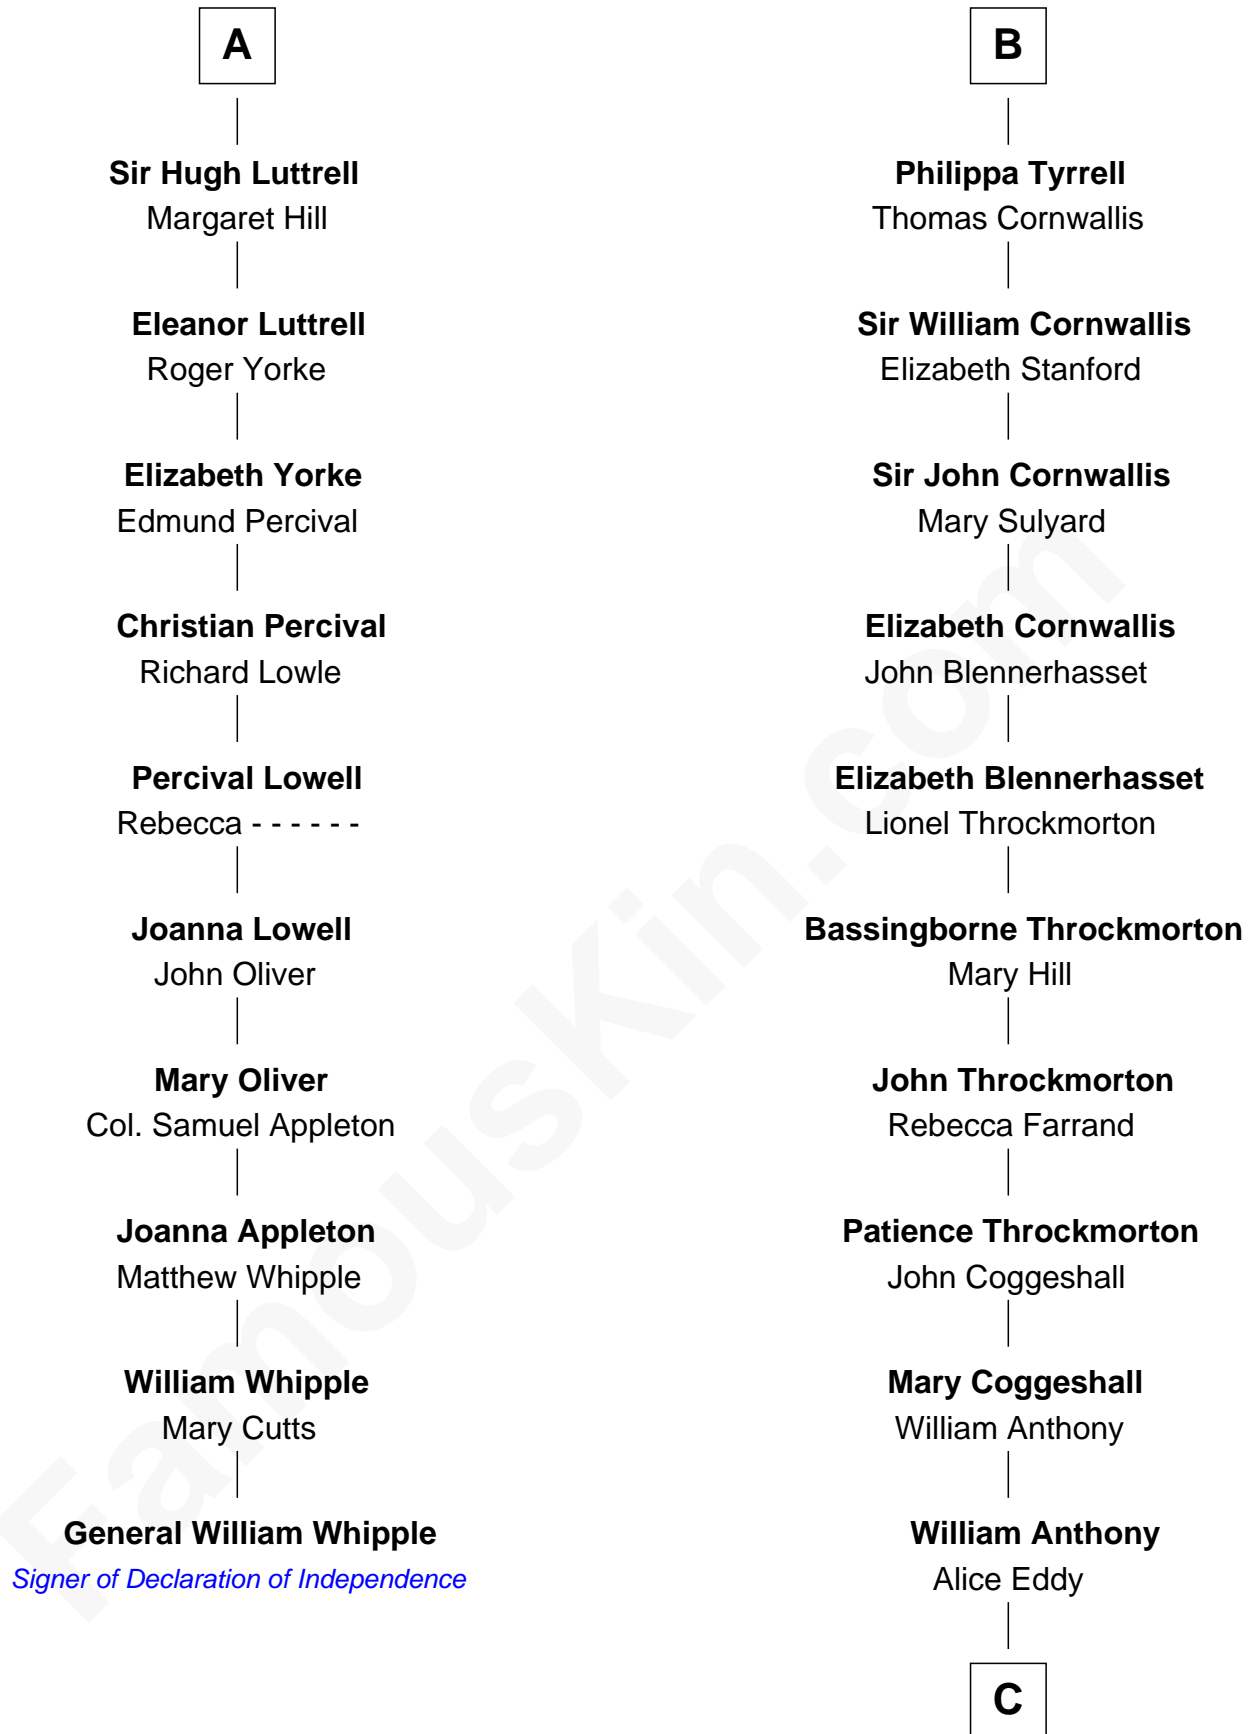 A
Sir Hugh Luttrell
Margaret Hill
Eleanor Luttrell
Roger Yorke
Elizabeth Yorke
Edmund Percival
Christian Percival
Richard Lowle
Percival Lowell
Rebecca - - - - - -
Joanna Lowell
John Oliver
Mary Oliver
Col. Samuel Appleton
Joanna Appleton
Matthew Whipple
William Whipple
Mary Cutts
General William Whipple
Signer of Declaration of Independence
B
Philippa Tyrrell
Thomas Cornwallis
Sir William Cornwallis
Elizabeth Stanford
Sir John Cornwallis
Mary Sulyard
Elizabeth Cornwallis
John Blennerhasset
Elizabeth Blennerhasset
Lionel Throckmorton
Bassingborne Throckmorton
Mary Hill
John Throckmorton
Rebecca Farrand
Patience Throckmorton
John Coggeshall
Mary Coggeshall
William Anthony
William Anthony
Alice Eddy
C
FamousKin.com